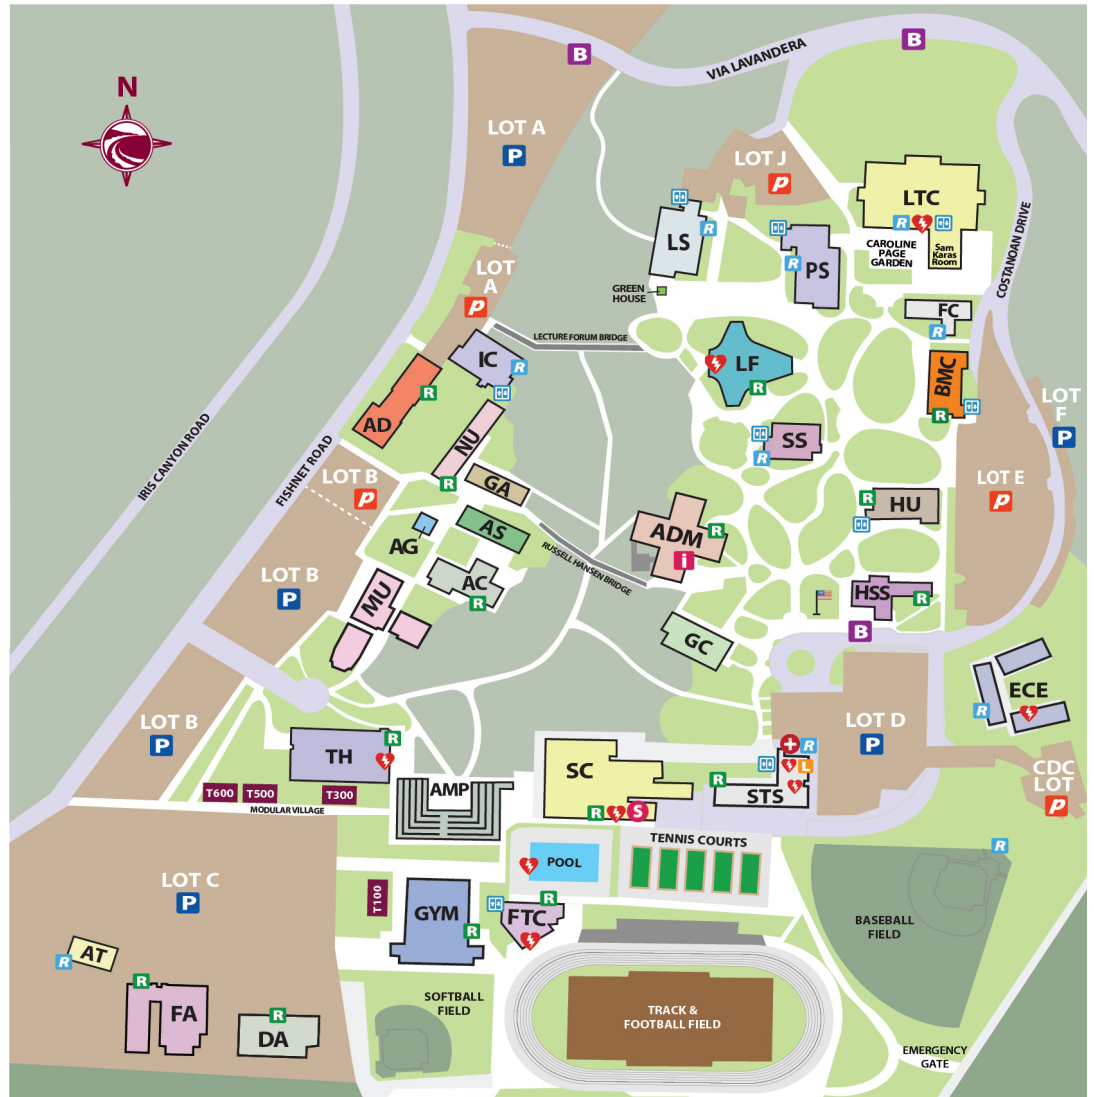 N
B
VIA LAVANDERA
B
LOT A
P
LOT J
P
LTC
R
Sam
Karas
Room
CAROLINE
PAGE
GARDEN
COSTANOAN DRIVE
LS
R
PS
R
GREEN
HOUSE
LOT
A
P
FC
R
LECTURE FORUM BRIDGE
IC
R
LF
R
BMC
R
AD
R
LOT
F
P
NU
R
SS
R
IRIS CANYON ROAD
FISHNET ROAD
LOT B
P
GA
LOT E
P
HU
R
AG
AS
ADM
R
i
RUSSELL HANSEN BRIDGE
AC
R
LOT B
P
MU
HSS
R
B
GC
ECE
R
LOT B
P
LOT D
P
TH
R
SC
R
S
STS
R
R
L
CDC
LOT
P
AMP
T600
T500
T300
MODULAR VILLAGE
TENNIS COURTS
POOL
R
LOT C
P
T100
GYM
R
FTC
R
BASEBALL
FIELD
AT
R
R
FA
R
DA
SOFTBALL
FIELD
TRACK &
FOOTBALL FIELD
EMERGENCY
GATE